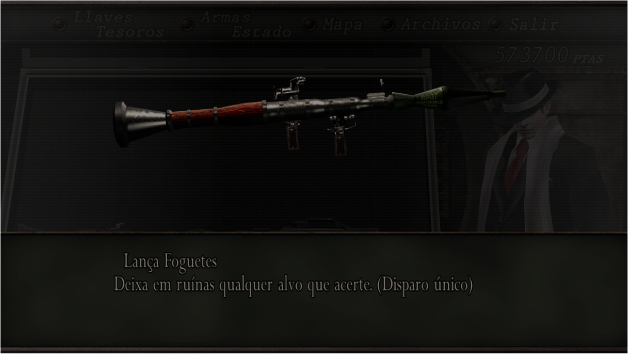 Llaves Tesoros
Armas Estado
Mapa
Archivos
Salir
573700 PTAS
Lança Foguetes
Deixa em ruínas qualquer alvo que acerte. (Disparo único)